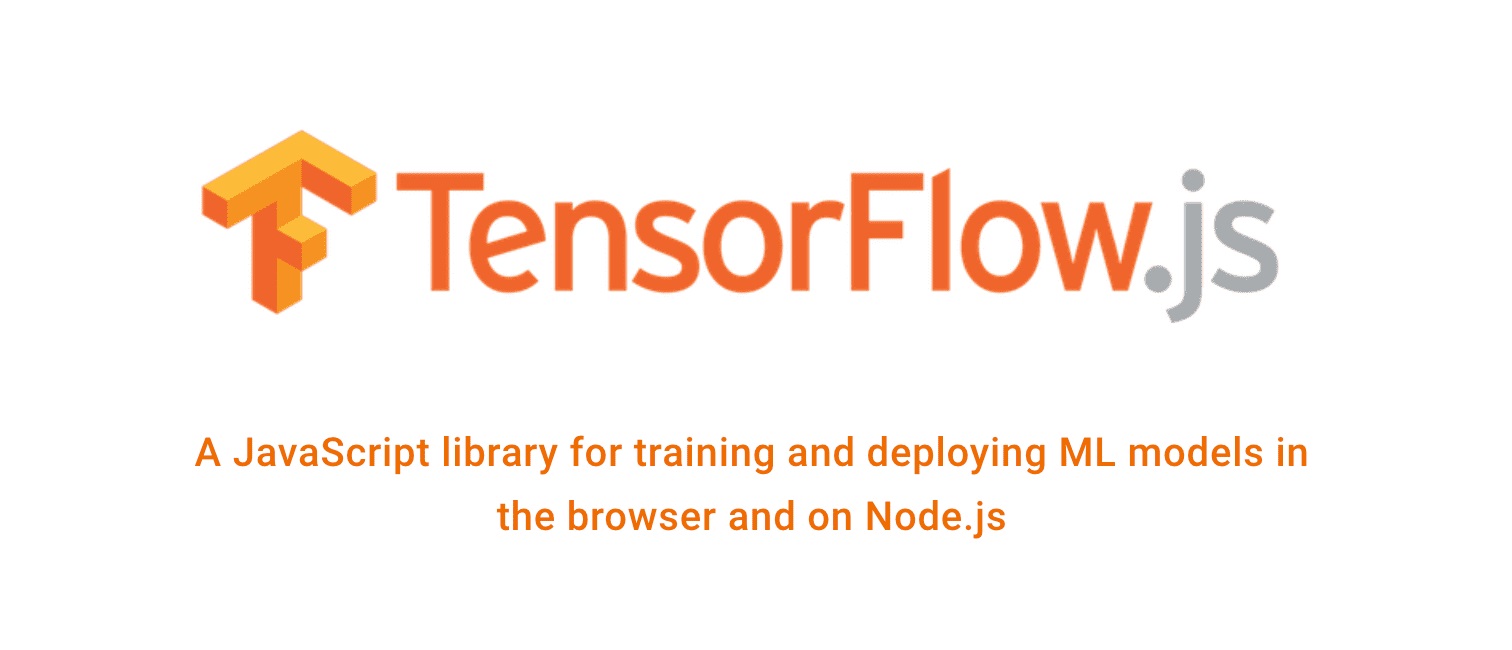 TensorFlow.js
A JavaScript library for training and deploying ML models in
the browser and on Node.js